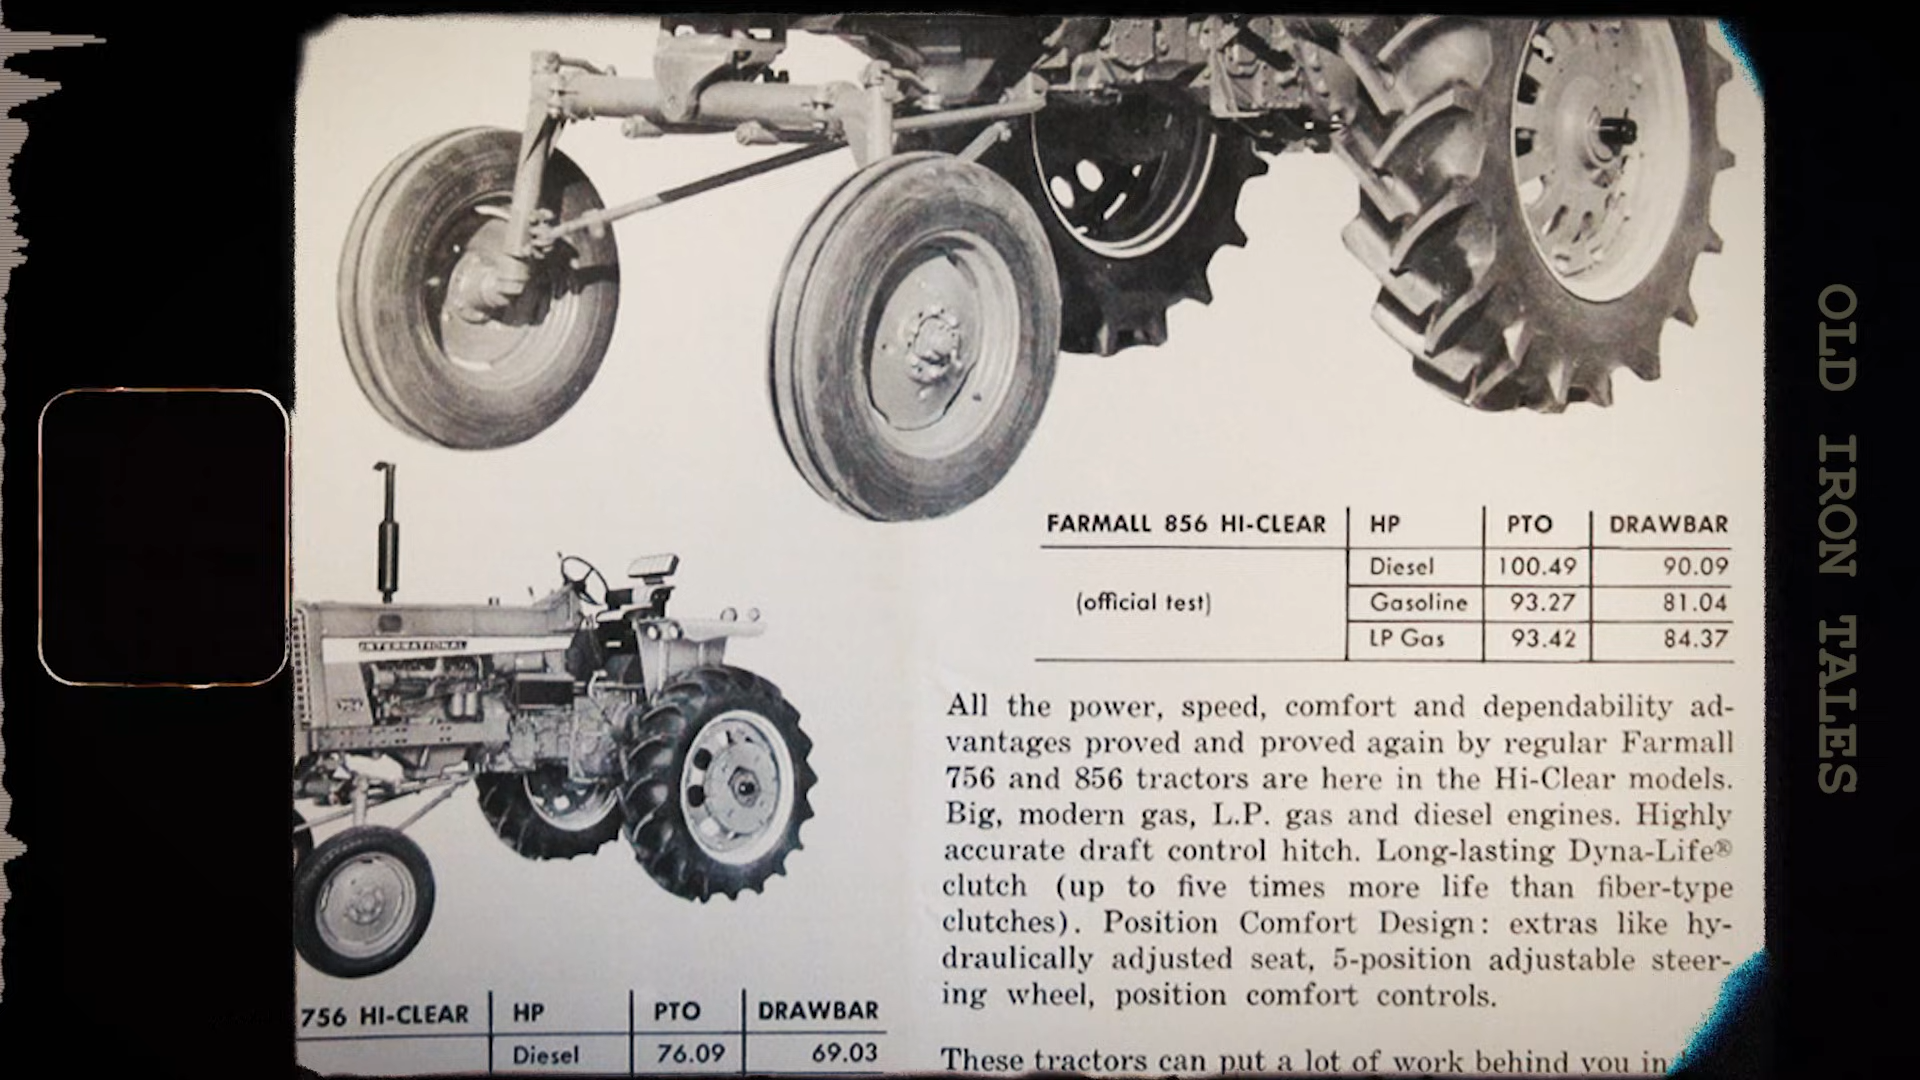 FARMALL 856 HI-CLEAR HP PTO DRAWBAR
Diesel 100.49 90.09
(official test) Gasoline 93.27 81.04
LP Gas 93.42 84.37
INTERNATIONAL
All the power, speed, comfort and dependability ad-
vantages proved and proved again by regular Farmall
756 and 856 tractors are here in the Hi-Clear models.
Big, modern gas, L.P. gas and diesel engines. Highly
accurate draft control hitch. Long-lasting Dyna-Life®
clutch (up to five times more life than fiber-type
clutches). Position Comfort Design: extras like hy-
draulically adjusted seat, 5-position adjustable steer-
ing wheel, position comfort controls.
These tractors can put a lot of work behind you in
756 HI-CLEAR HP PTO DRAWBAR
Diesel 76.09 69.03
OLD IRON TALES